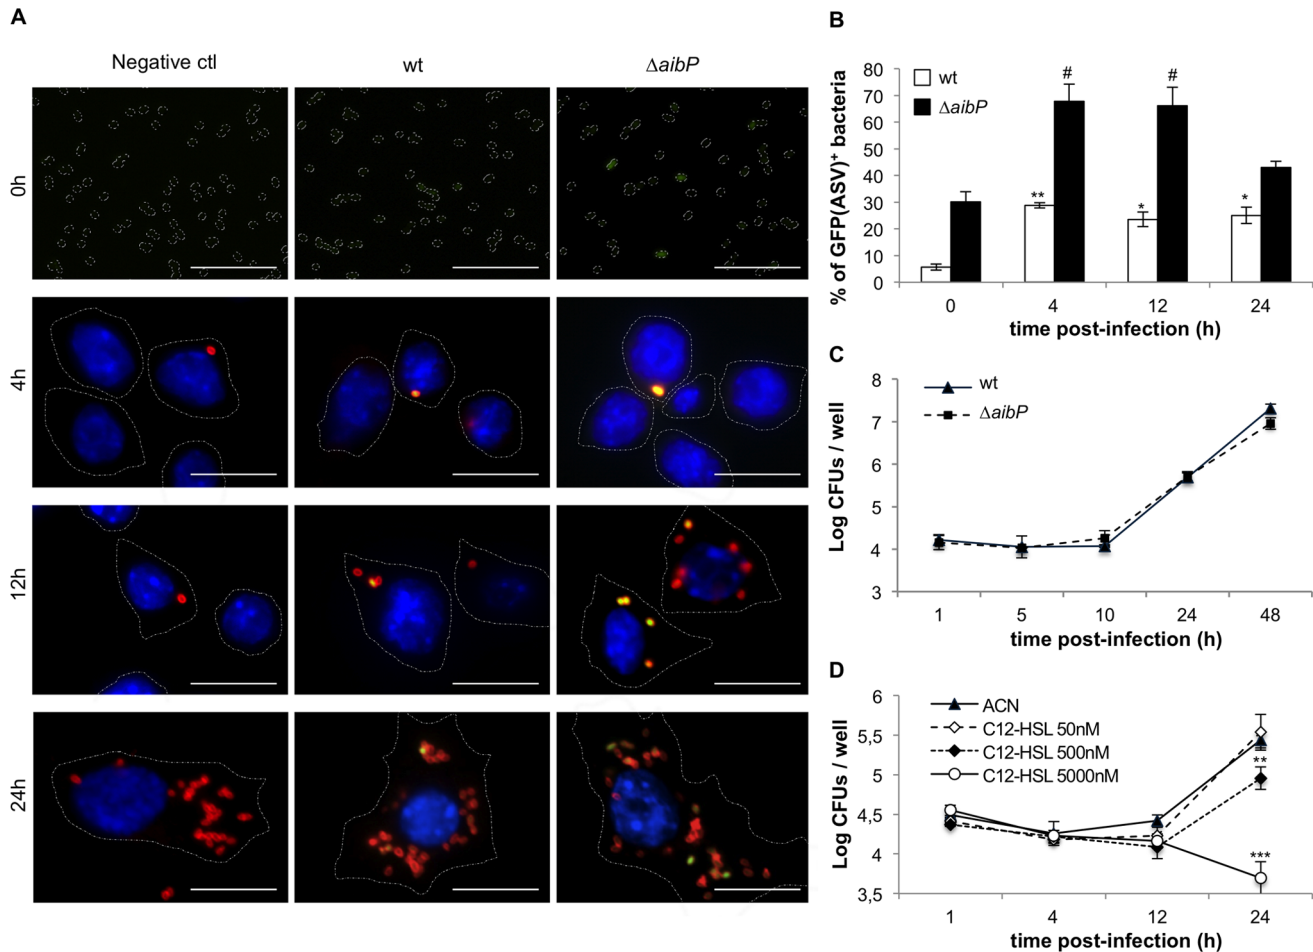 A
Negative ctl
wt
ΔaibP
0h
4h
12h
24h
B
% of GFP(ASV)+ bacteria
80
70
60
50
40
30
20
10
0
wt
ΔaibP
**
#
*
#
*
0
4
12
24
time post-infection (h)
C
Log CFUs / well
8
7
6
5
4
3
wt
ΔaibP
1
5
10
24
48
time post-infection (h)
D
Log CFUs / well
6
5,5
5
4,5
4
3,5
ACN
C12-HSL 50nM
C12-HSL 500nM
C12-HSL 5000nM
**
***
1
4
12
24
time post-infection (h)